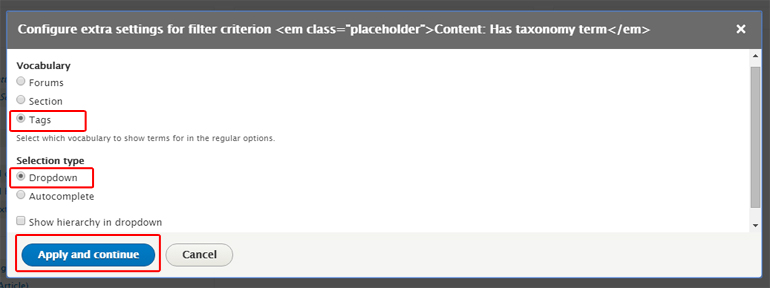 Configure extra settings for filter criterion <em class="placeholder">Content: Has taxonomy term</em>
Vocabulary
Forums
Section
Tags
Select which vocabulary to show terms for in the regular options.
Selection type
Dropdown
Autocomplete
Show hierarchy in dropdown
Apply and continue
Cancel
Article)